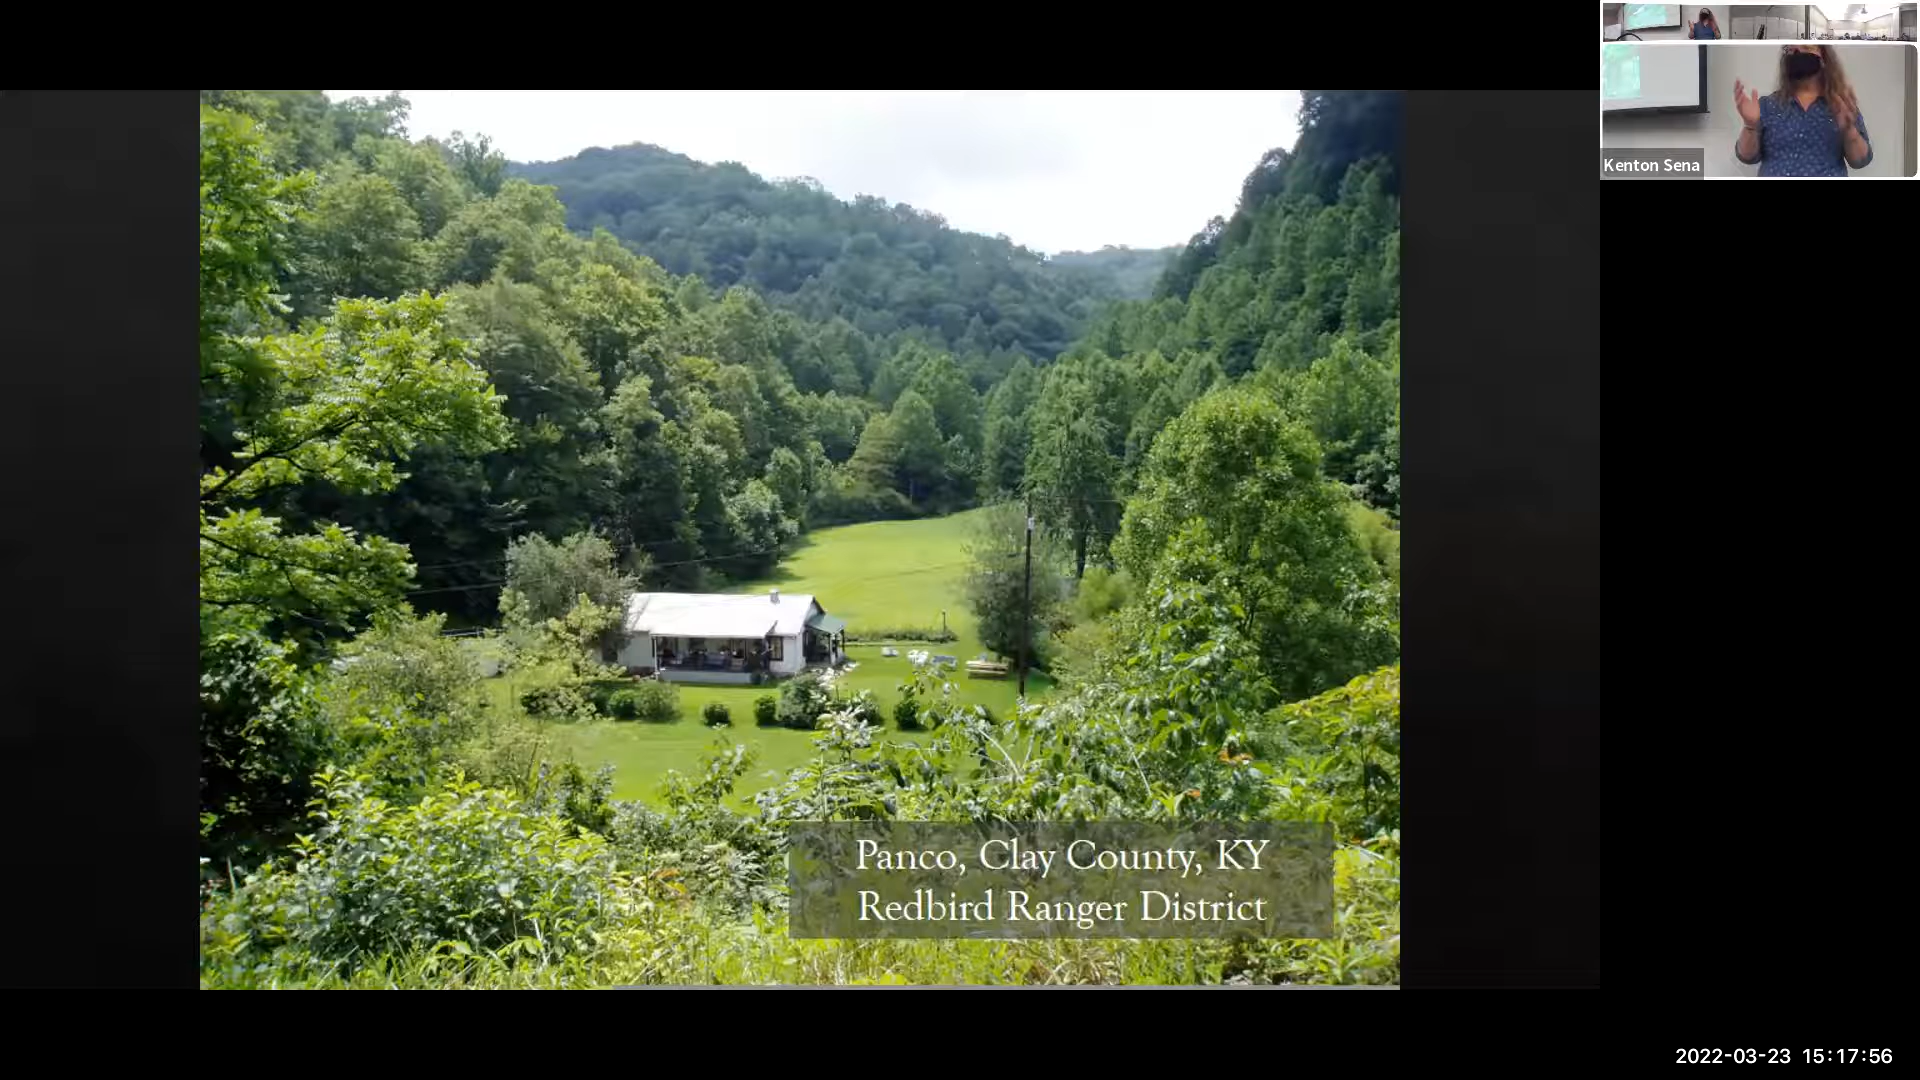 Kenton Sena
Panco, Clay County, KY
Redbird Ranger District
2022-03-23 15:17:56